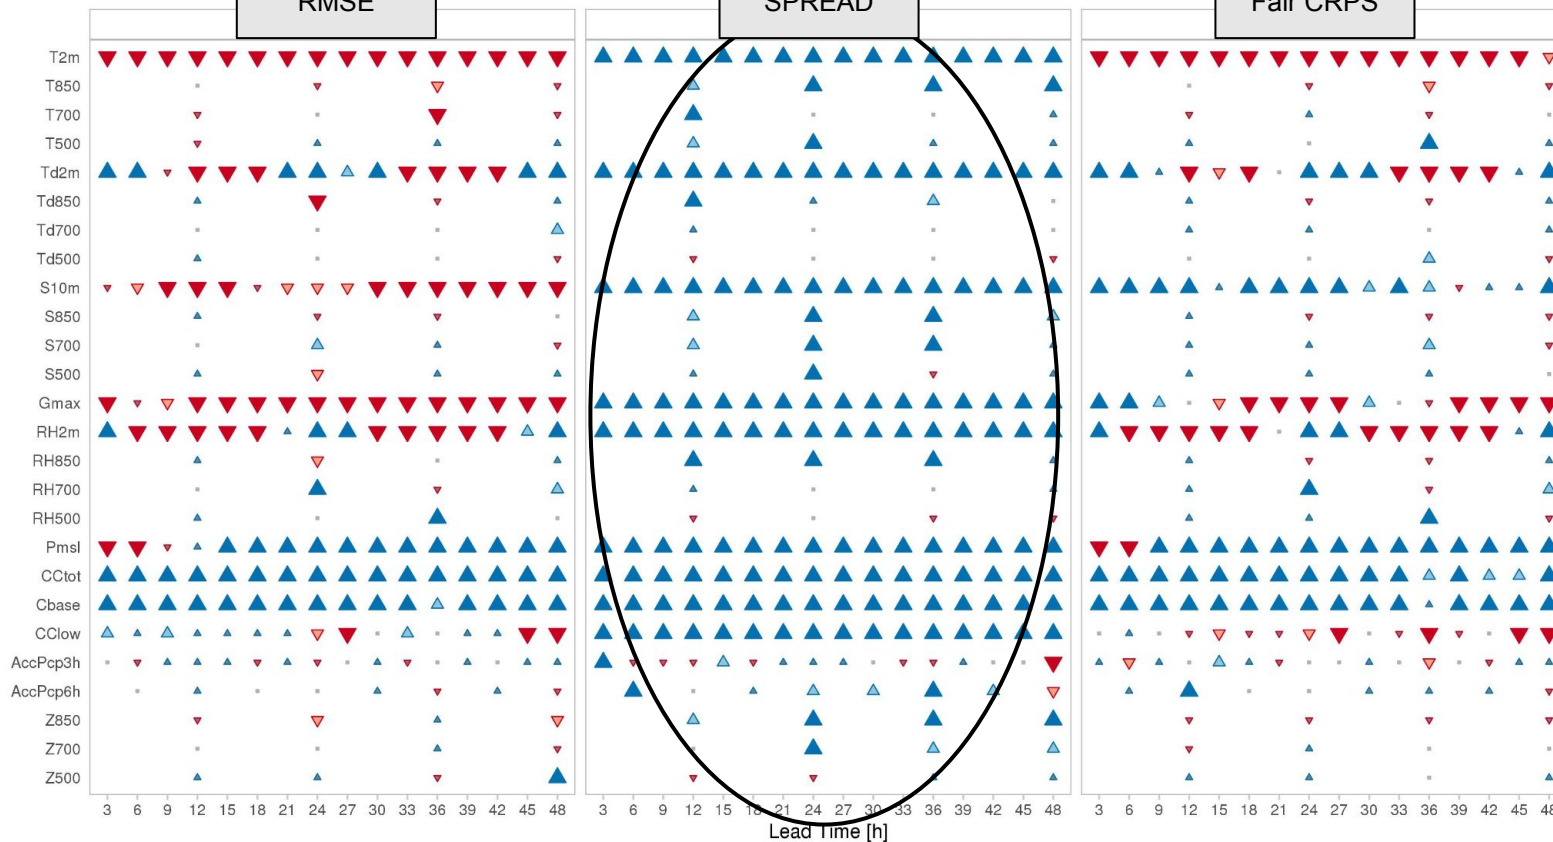 RMSE SPREAD Fair CRPS
T2m
T850
T700
T500
Td2m
Td850
Td700
Td500
S10m
S850
S700
S500
Gmax
RH2m
RH850
RH700
RH500
Pmsl
CCtot
Cbase
CClow
AccPcp3h
AccPcp6h
Z850
Z700
Z500
3 6 9 12 15 18 21 24 27 30 33 36 39 42 45 48 3 6 9 12 15 18 21 24 27 30 33 36 39 42 45 48 3 6 9 12 15 18 21 24 27 30 33 36 39 42 45 48
Lead Time [h]